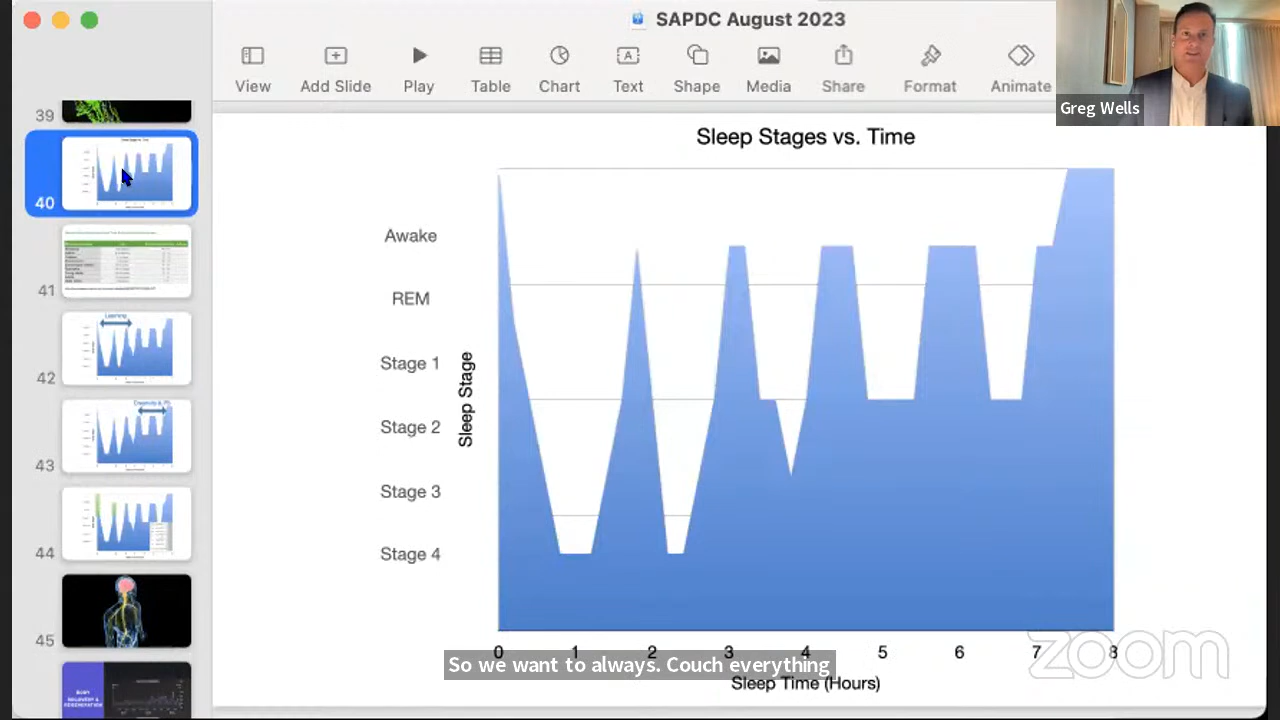 SAPDC August 2023
View
Add Slide
Play
Table
Chart
Text
Shape
Media
Share
Format
Animate
Greg Wells
39
40
41
42
Learning
43
44
45
Sleep Stages vs. Time
Awake
REM
Stage 1
Stage 2
Stage 3
Stage 4
Sleep Stage
0 1 2 3 4 5 6 7 8
So we want to always. Couch everything
Sleep Time (Hours)
zoom